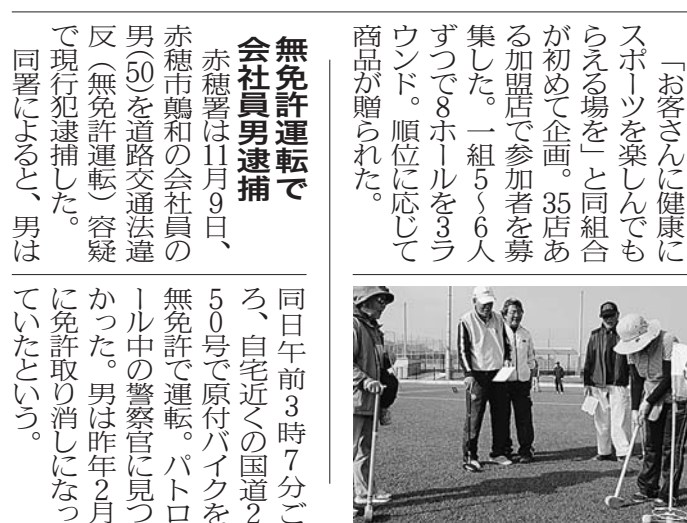 「お客さんに健康に
スポーツを楽しんでも
らえる場を」と同組合
が初めて企画。35店あ
る加盟店で参加者を募
集した。一組5〜6人
ずつで8ホールを3ラ
ウンド。順位に応じて
商品が贈られた。
無免許運転で
会社員男逮捕
赤穂署は11月9日、
赤穂市鷆和の会社員の
男(50)を道路交通法違
反（無免許運転）容疑
で現行犯逮捕した。
同署によると、男は
同日午前3時7分ご
ろ、自宅近くの国道2
50号で原付バイクを
無免許で運転。パトロ
ール中の警察官に見つ
かった。男は昨年2月
に免許取り消しになっ
ていたという。